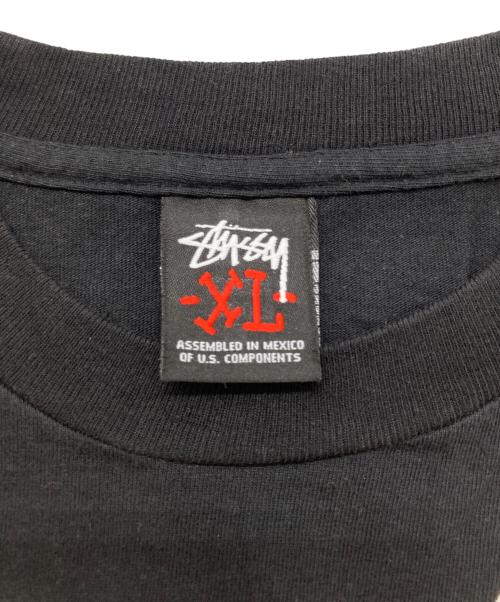 STÜSSY
-XL-
ASSEMBLED IN MEXICO
OF U.S. COMPONENTS